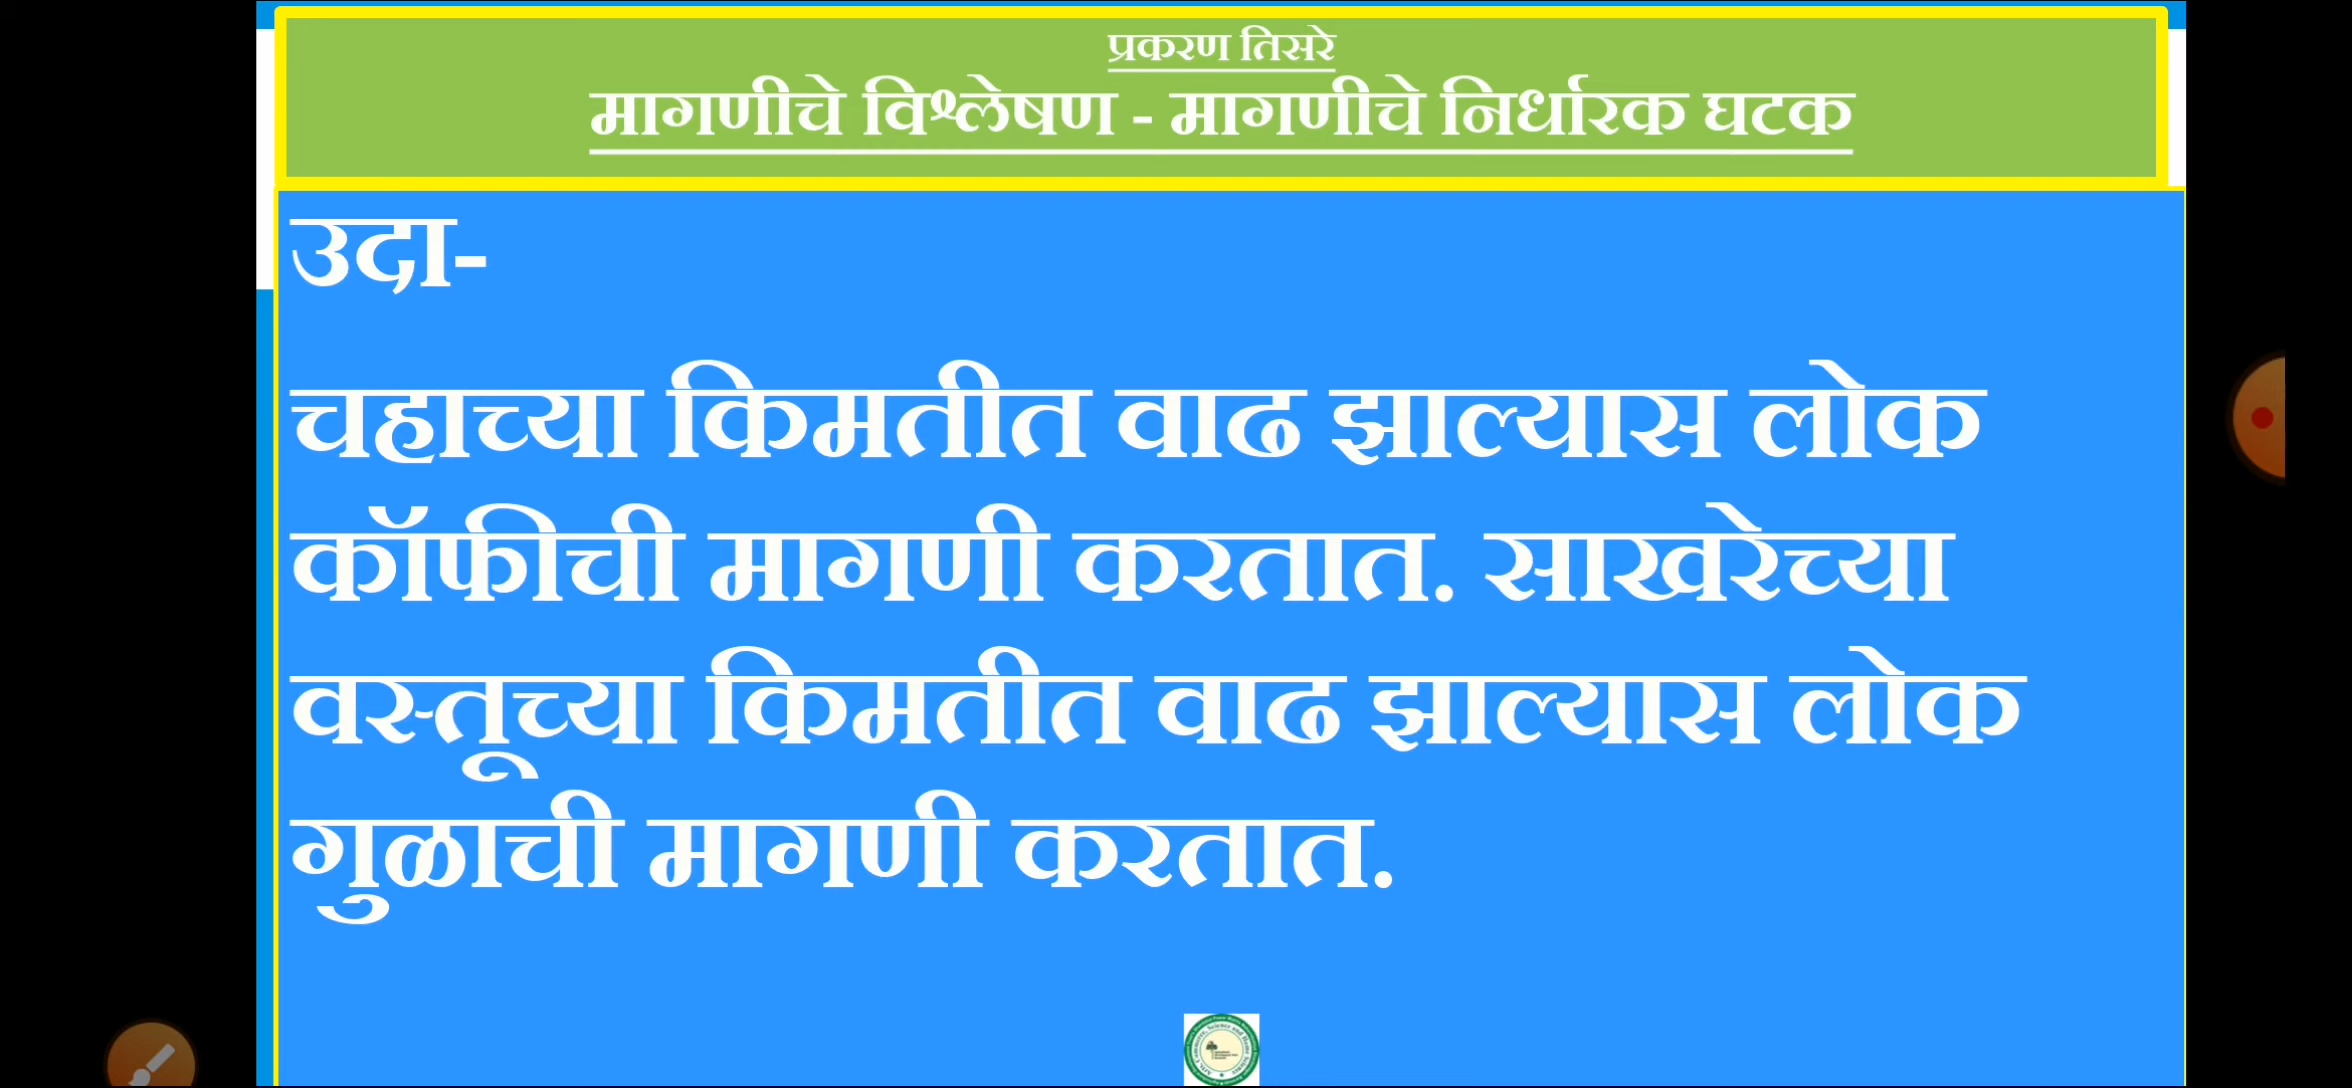 प्रकरण तिसरे
मागणीचे विश्लेषण - मागणीचे निर्धारक घटक
उदा-
चहाच्या किमतीत वाढ झाल्यास लोक
कॉफीची मागणी करतात. साखरेच्या
वस्तूच्या किमतीत वाढ झाल्यास लोक
गुळाची मागणी करतात.